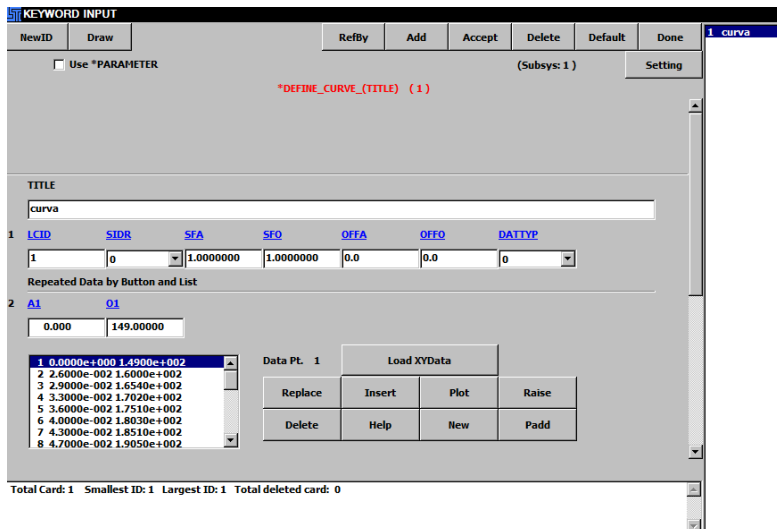 KEYWORD INPUT
NewID Draw RefBy Add Accept Delete Default Done
1 curva
Use *PARAMETER (Subsys: 1 ) Setting
*DEFINE_CURVE_(TITLE) ( 1 )
TITLE
curva
1 LCID SIDR SFA SFO OFFA OFFO DATTYP
1 0 1.0000000 1.0000000 0.0 0.0 0
Repeated Data by Button and List
2 A1 O1
0.000 149.00000
1 0.0000e+000 1.4900e+002
2 2.6000e-002 1.6000e+002
3 2.9000e-002 1.6540e+002
4 3.3000e-002 1.7020e+002
5 3.6000e-002 1.7510e+002
6 4.0000e-002 1.8030e+002
7 4.3000e-002 1.8510e+002
8 4.7000e-002 1.9050e+002
Data Pt. 1 Load XYData
Replace Insert Plot Raise
Delete Help New Padd
Total Card: 1 Smallest ID: 1 Largest ID: 1 Total deleted card: 0